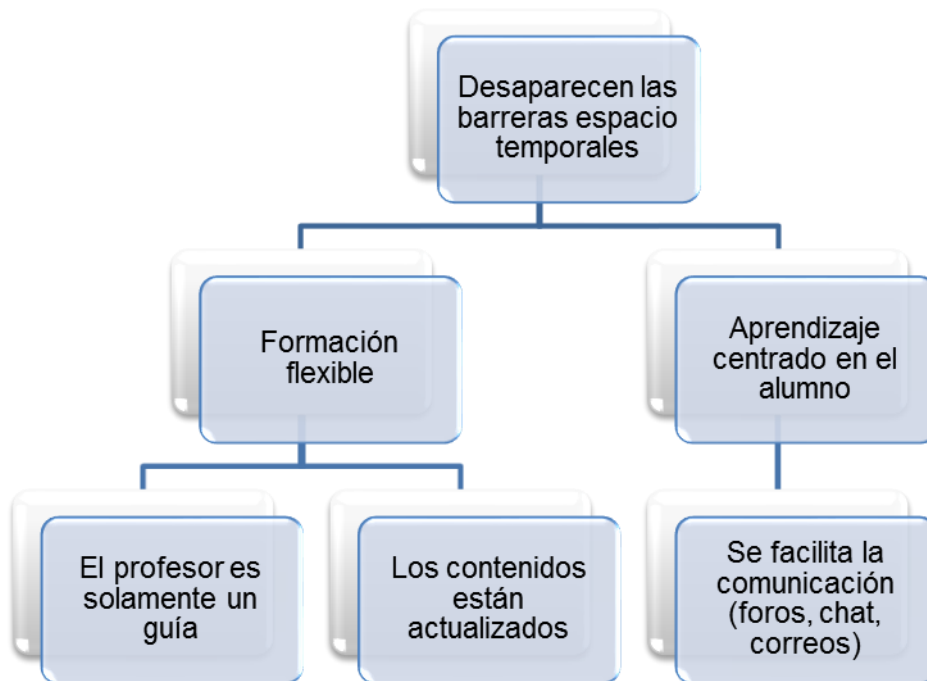 Desaparecen las
barreras espacio
temporales
Formación
flexible
Aprendizaje
centrado en el
alumno
El profesor es
solamente un
guía
Los contenidos
están
actualizados
Se facilita la
comunicación
(foros, chat,
correos)